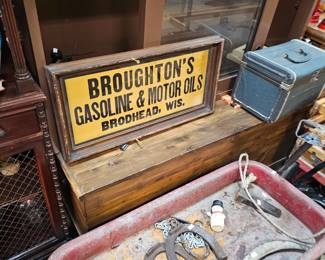 BROUGHTON'S
GASOLINE & MOTOR OILS
BRODHEAD, WIS.